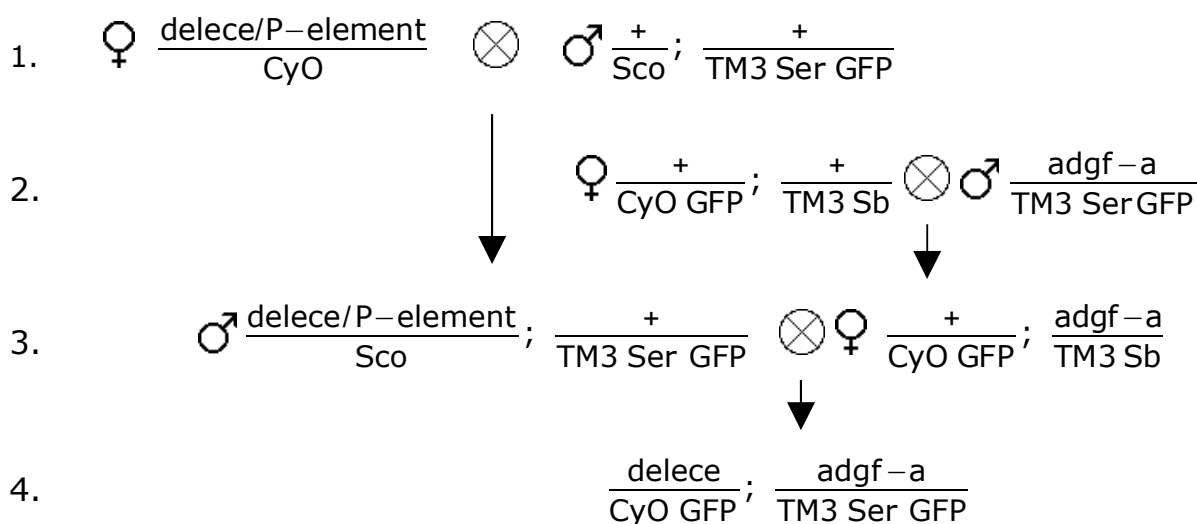 1. ♀ delece/P–element/CyO ⊗ ♂ +/Sco; +/TM3 Ser GFP
2. ♀ +/CyO GFP; +/TM3 Sb ⊗ ♂ adgf–a/TM3 Ser GFP
3. ♂ delece/P–element/Sco; +/TM3 Ser GFP ⊗ ♀ +/CyO GFP; adgf–a/TM3 Sb
4. delece/CyO GFP; adgf–a/TM3 Ser GFP